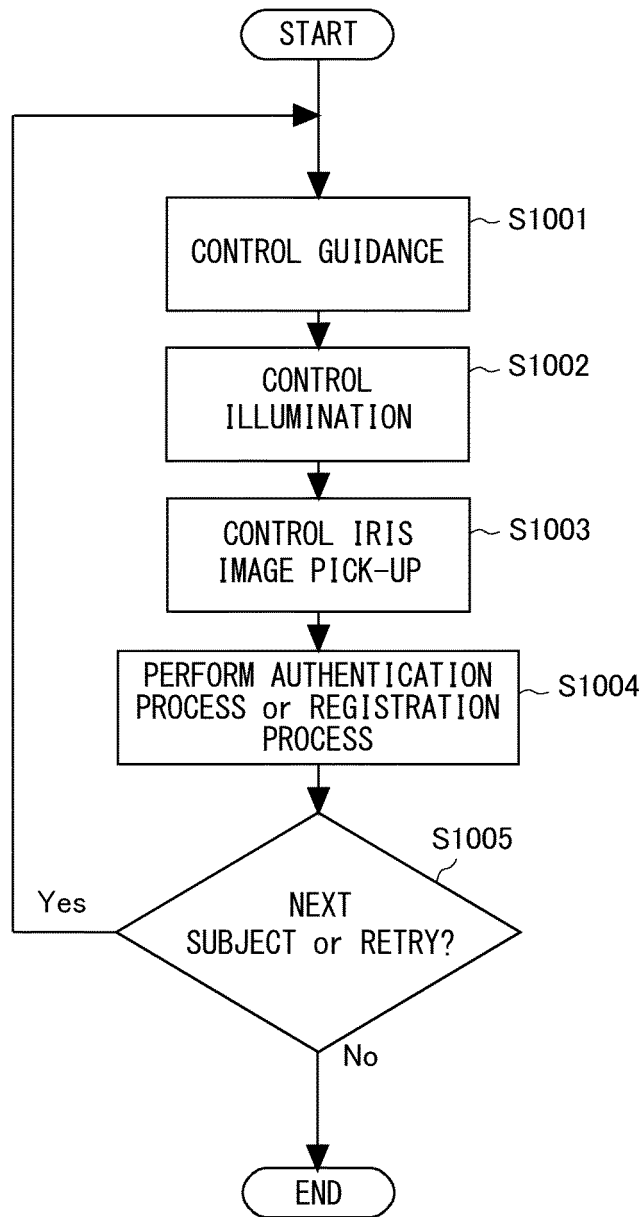 START
CONTROL GUIDANCE
S1001
CONTROL
ILLUMINATION
S1002
CONTROL IRIS
IMAGE PICK-UP
S1003
PERFORM AUTHENTICATION
PROCESS or REGISTRATION
PROCESS
S1004
S1005
NEXT
SUBJECT or RETRY?
Yes
No
END